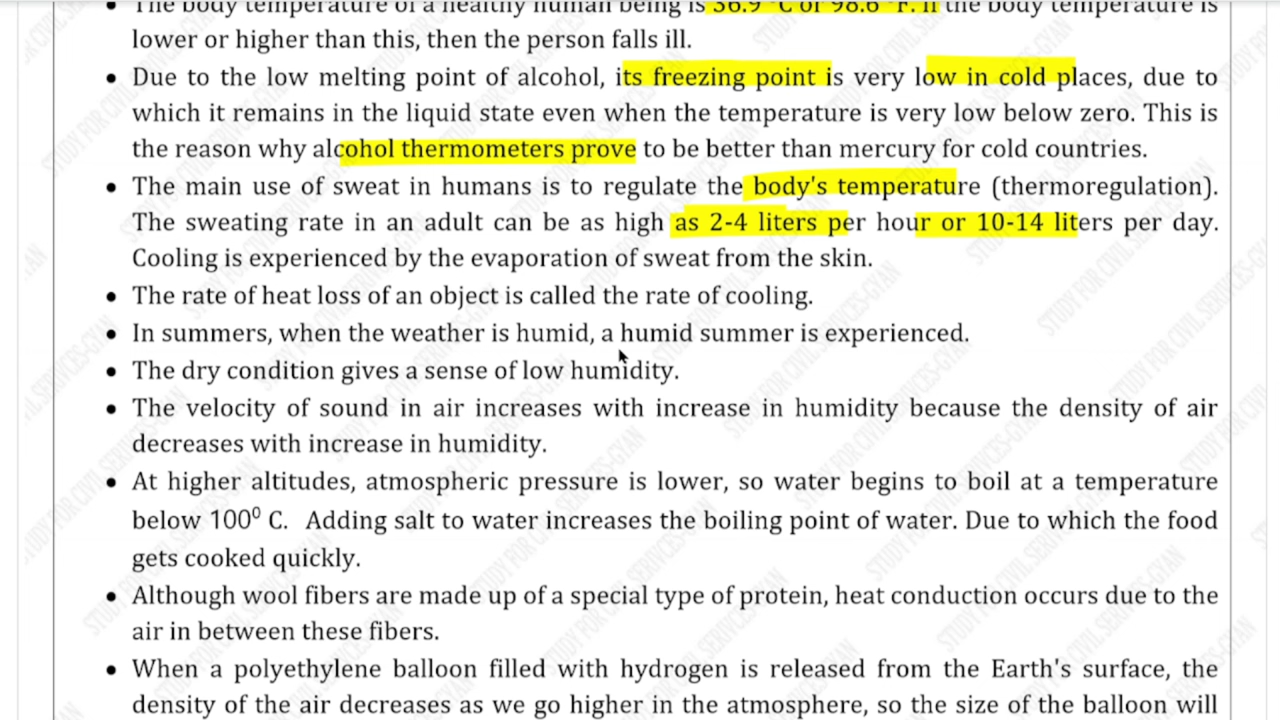 The body temperature of a healthy human being is 36.9 °C or 98.6 °F. If the body temperature is
lower or higher than this, then the person falls ill.
• Due to the low melting point of alcohol, its freezing point is very low in cold places, due to
which it remains in the liquid state even when the temperature is very low below zero. This is
the reason why alcohol thermometers prove to be better than mercury for cold countries.
• The main use of sweat in humans is to regulate the body's temperature (thermoregulation).
The sweating rate in an adult can be as high as 2-4 liters per hour or 10-14 liters per day.
Cooling is experienced by the evaporation of sweat from the skin.
• The rate of heat loss of an object is called the rate of cooling.
• In summers, when the weather is humid, a humid summer is experienced.
• The dry condition gives a sense of low humidity.
• The velocity of sound in air increases with increase in humidity because the density of air
decreases with increase in humidity.
• At higher altitudes, atmospheric pressure is lower, so water begins to boil at a temperature
below 100⁰ C. Adding salt to water increases the boiling point of water. Due to which the food
gets cooked quickly.
• Although wool fibers are made up of a special type of protein, heat conduction occurs due to the
air in between these fibers.
• When a polyethylene balloon filled with hydrogen is released from the Earth's surface, the
density of the air decreases as we go higher in the atmosphere, so the size of the balloon will